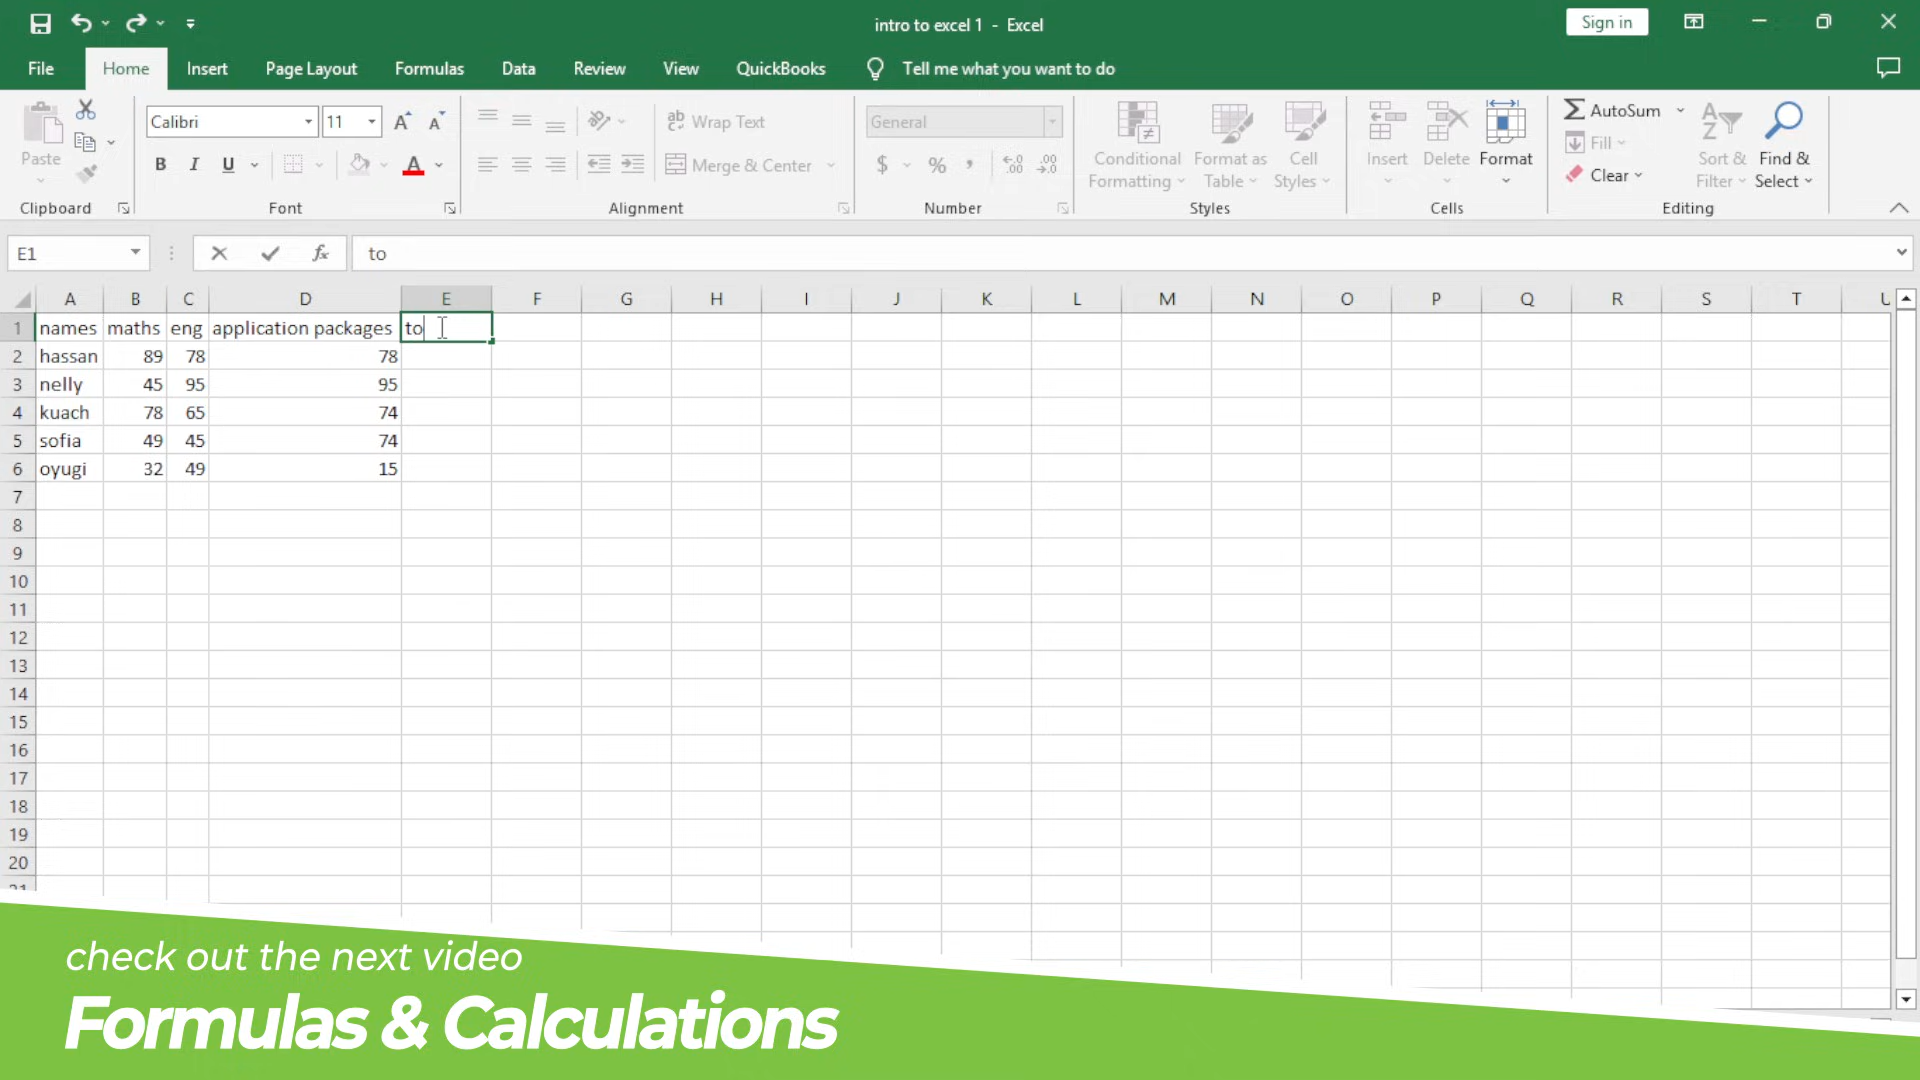 intro to excel 1 - Excel
Sign in
File Home Insert Page Layout Formulas Data Review View QuickBooks Tell me what you want to do
Paste
Clipboard
Calibri 11
B I U A
Font
ab Wrap Text
Merge & Center
Alignment
General
$ % ,
Number
Conditional Formatting
Format as Table
Cell Styles
Styles
Insert Delete Format
Cells
AutoSum
Fill
Clear
Sort & Filter
Find & Select
Editing
E1 fx to
A B C D E F G H I J K L M N O P Q R S T U
1 names maths eng application packages to
2 hassan 89 78 78
3 nelly 45 95 95
4 kuach 78 65 74
5 sofia 49 45 74
6 oyugi 32 49 15
7
8
9
10
11
12
13
14
15
16
17
18
19
20
check out the next video
Formulas & Calculations